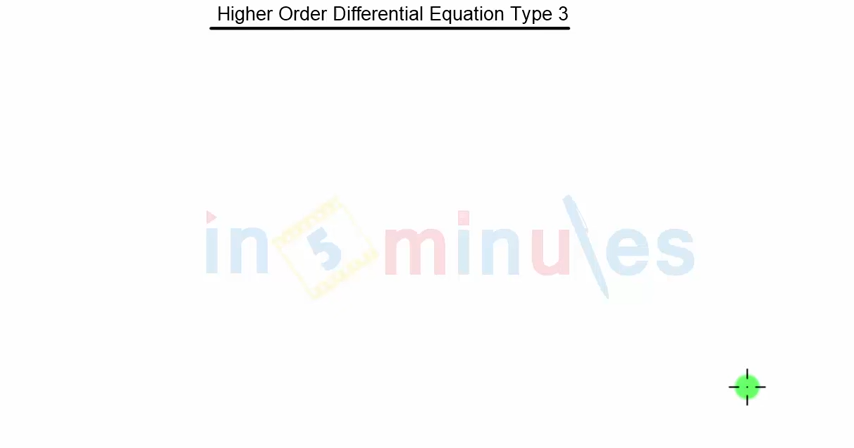 Higher Order Differential Equation Type 3
in 5 minutes